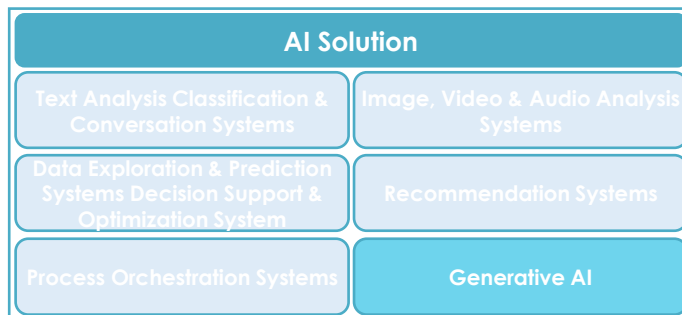 AI Solution
Text Analysis Classification &
Conversation Systems
Image, Video & Audio Analysis
Systems
Data Exploration & Prediction
Systems Decision Support &
Optimization System
Recommendation Systems
Process Orchestration Systems
Generative AI